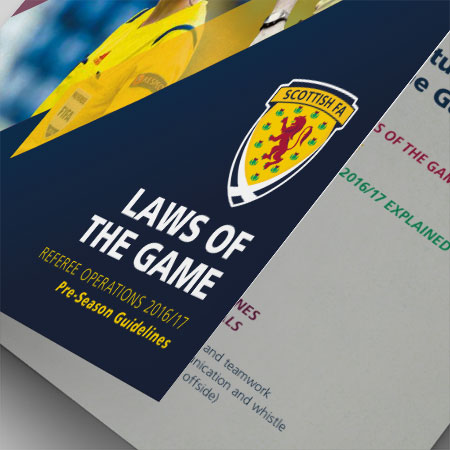 FIFA
SCOTTISH FA
LAWS OF
THE GAME
REFEREE OPERATIONS 2016/17
Pre-Season Guidelines
OF THE GAM
2016/17 EXPLAINED
NES
LS
and teamwork
nication and whistle
offside)